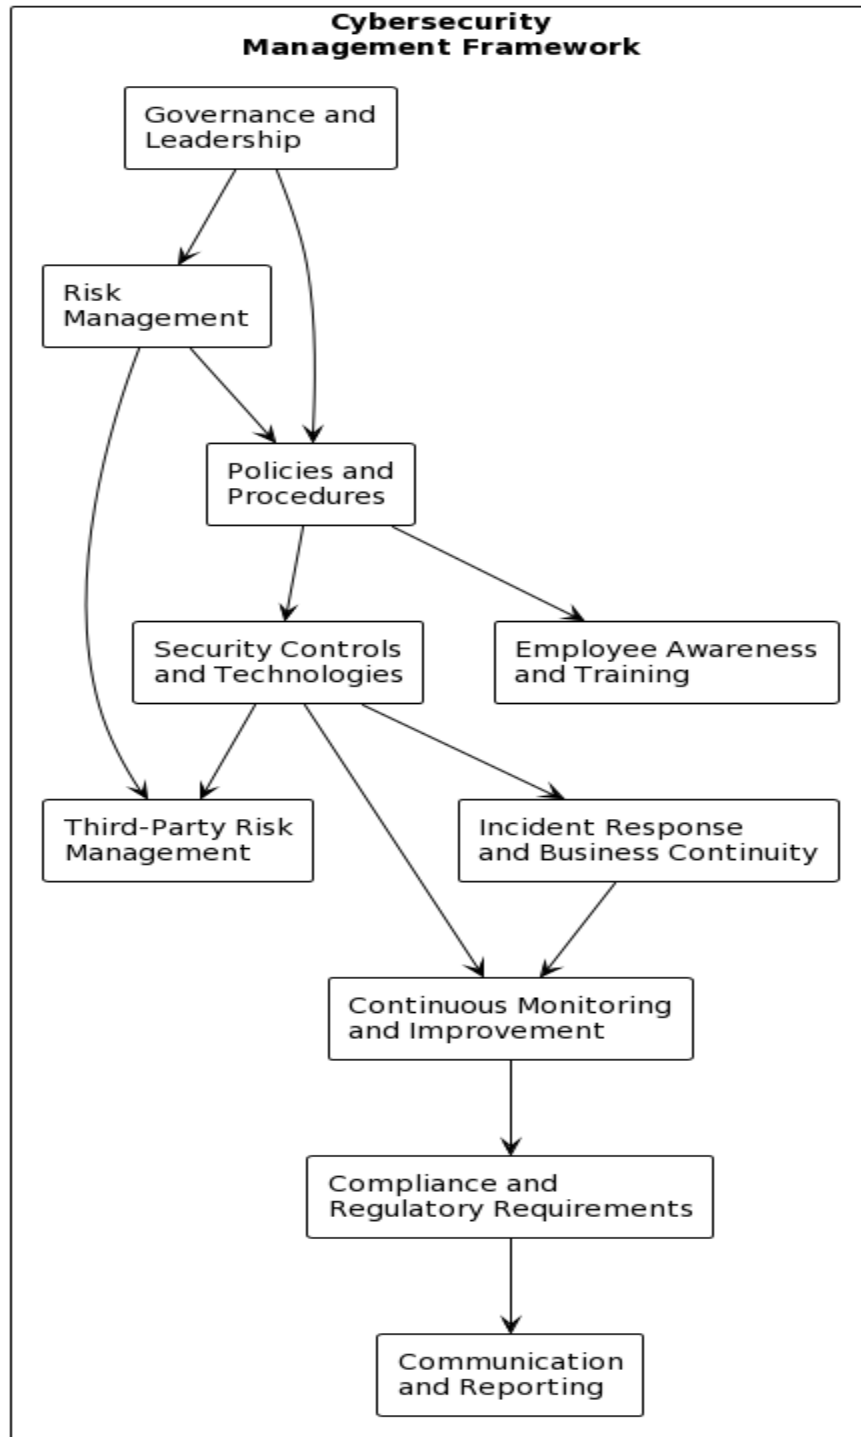 Cybersecurity
Management Framework
Governance and
Leadership
Risk
Management
Policies and
Procedures
Security Controls
and Technologies
Employee Awareness
and Training
Third-Party Risk
Management
Incident Response
and Business Continuity
Continuous Monitoring
and Improvement
Compliance and
Regulatory Requirements
Communication
and Reporting